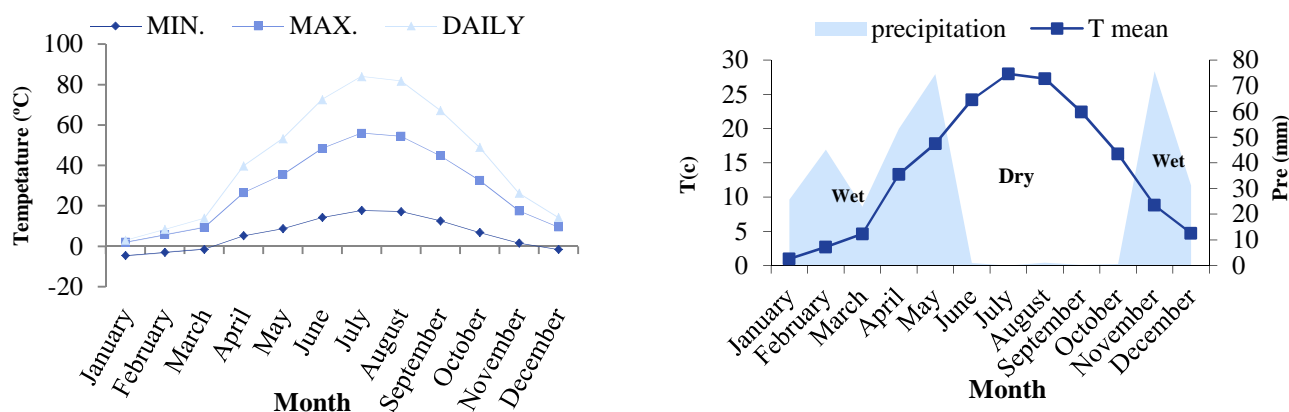 MIN. MAX. DAILY
100
80
60
40
20
0
-20
Tempetature (ºC)
January
February
March
April
May
June
July
August
September
October
November
December
Month
precipitation T mean
30
25
20
15
10
5
0
T(c)
80
70
60
50
40
30
20
10
0
Pre (mm)
Wet
Dry
Wet
January
February
March
April
May
June
July
August
September
October
November
December
Month